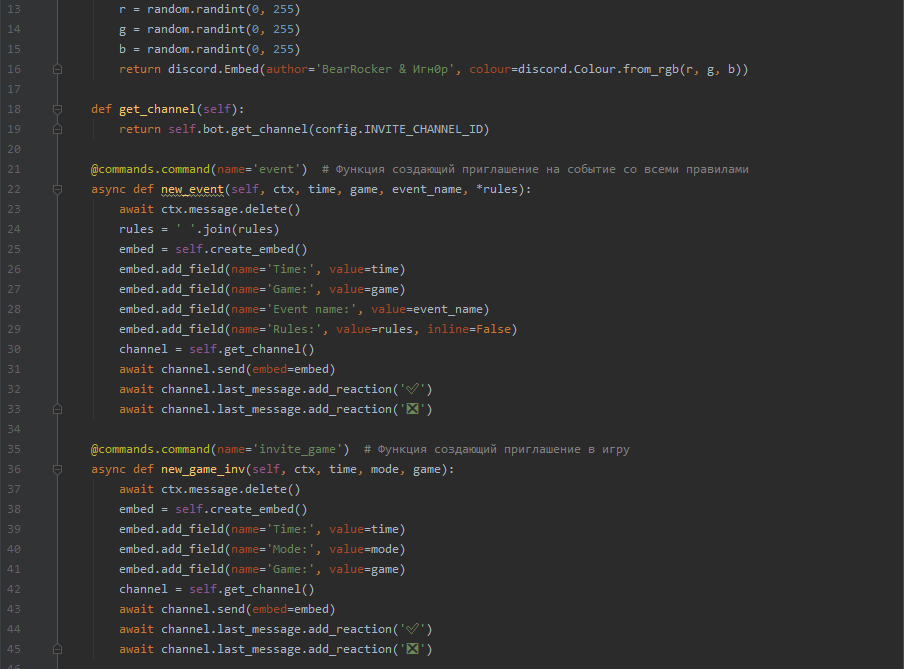 13 r = random.randint(0, 255)
14 g = random.randint(0, 255)
15 b = random.randint(0, 255)
16 return discord.Embed(author='BearRocker & Игн0р', colour=discord.Colour.from_rgb(r, g, b))
17
18 def get_channel(self):
19 return self.bot.get_channel(config.INVITE_CHANNEL_ID)
20
21 @commands.command(name='event')  # Функция создающий приглашение на событие со всеми правилами
22 async def new_event(self, ctx, time, game, event_name, *rules):
23 await ctx.message.delete()
24 rules = ' '.join(rules)
25 embed = self.create_embed()
26 embed.add_field(name='Time:', value=time)
27 embed.add_field(name='Game:', value=game)
28 embed.add_field(name='Event name:', value=event_name)
29 embed.add_field(name='Rules:', value=rules, inline=False)
30 channel = self.get_channel()
31 await channel.send(embed=embed)
32 await channel.last_message.add_reaction('✅')
33 await channel.last_message.add_reaction('❎')
34
35 @commands.command(name='invite_game')  # Функция создающий приглашение в игру
36 async def new_game_inv(self, ctx, time, mode, game):
37 await ctx.message.delete()
38 embed = self.create_embed()
39 embed.add_field(name='Time:', value=time)
40 embed.add_field(name='Mode:', value=mode)
41 embed.add_field(name='Game:', value=game)
42 channel = self.get_channel()
43 await channel.send(embed=embed)
44 await channel.last_message.add_reaction('✅')
45 await channel.last_message.add_reaction('❎')